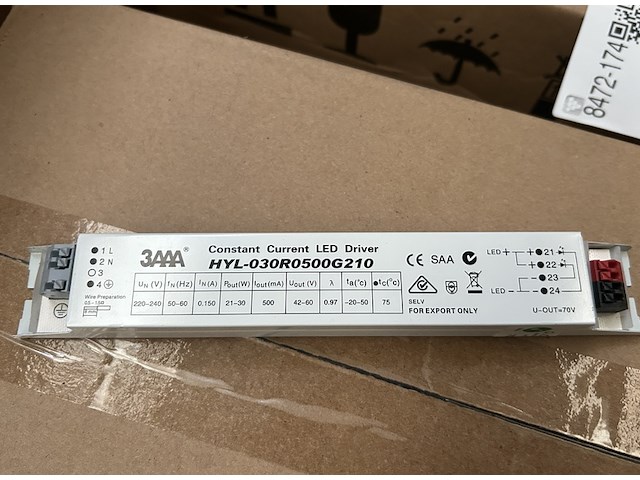 8472-174
1 L
2 N
3
4
Wire Preparation
8 mm
3AAA®
Constant Current LED Driver
HYL-030R0500G210
UN (V) fN(Hz) IN(A) Pout(W) Iout(mA) Uout (V) λ ta(°c) •tc(°c)
220-240 50-60 0.150 21-30 500 42-60 0.97 -20-50 75
CE SAA
SELV
FOR EXPORT ONLY
LED + + 21
22
23
LED - - 24
U-OUT=70V